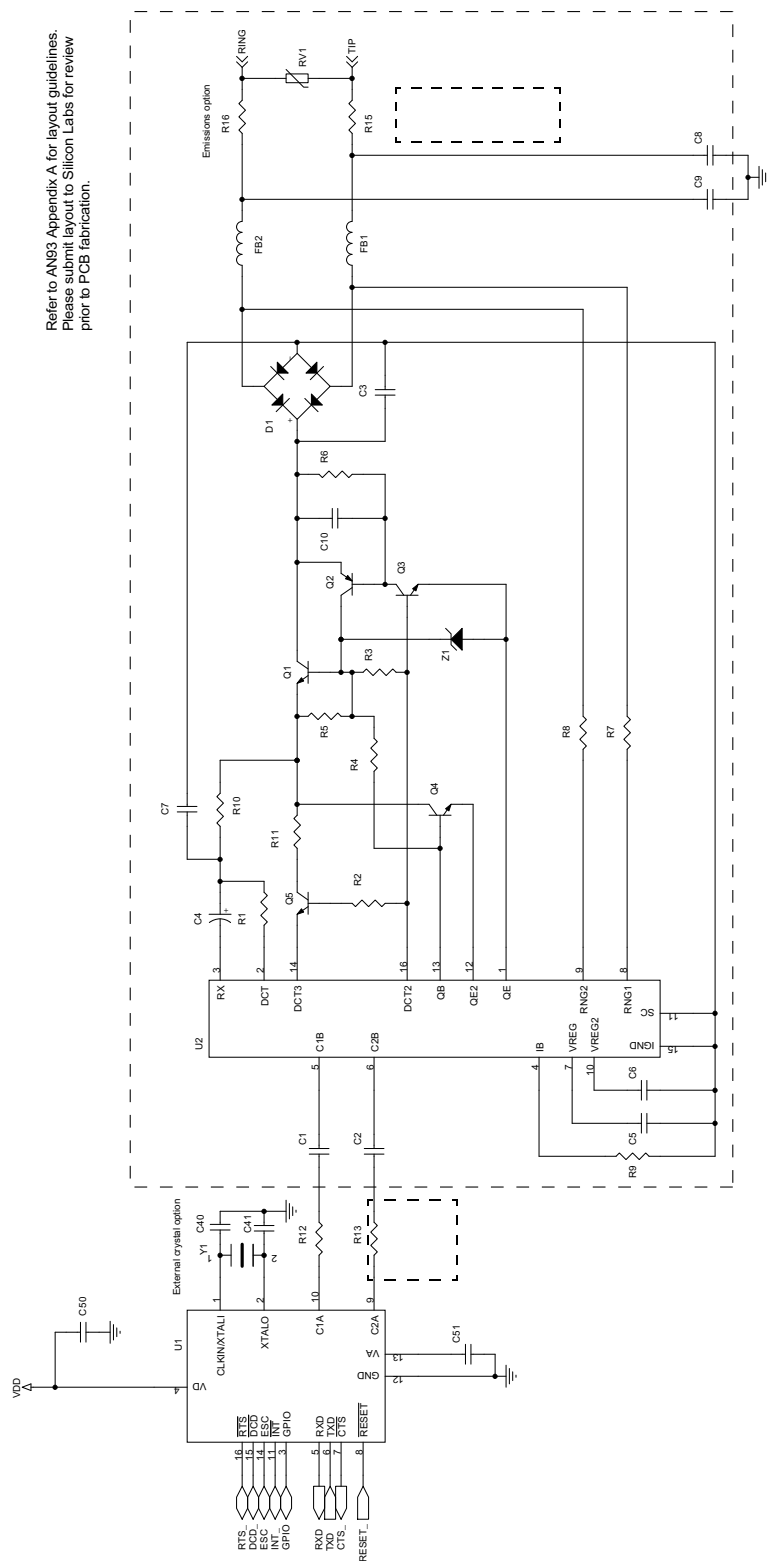 Refer to AN93 Appendix A for layout guidelines.
Please submit layout to Silicon Labs for review
prior to PCB fabrication.
RING
RV1
TIP
R16
R15
Emissions option
C8
C9
FB2
FB1
D1
+
+
C3
R6
C10
Q2
Q3
Q1
R3
Z1
R5
R4
Q4
R8
R7
C7
R10
R11
C4
+
R1
Q5
R2
U2
3
RX
2
DCT
14
DCT3
16
DCT2
13
QB
12
QE2
1
QE
9
RNG2
8
RNG1
SC
11
IGND
15
C1B
5
C2B
6
IB
4
VREG
7
VREG2
10
C6
C5
R9
C1
C2
R12
R13
External crystal option
C40
C41
Y1
1
2
VDD
C50
U1
1
CLKIN/XTALI
2
XTALO
10
C1A
9
C2A
VD
4
VA
13
GND
12
C51
RTS
DCD
ESC
INT
GPIO
RXD
TXD
CTS
RESET
16
15
14
11
3
5
6
7
8
RTS_
DCD_
ESC
INT_
GPIO
RXD
TXD
CTS_
RESET_